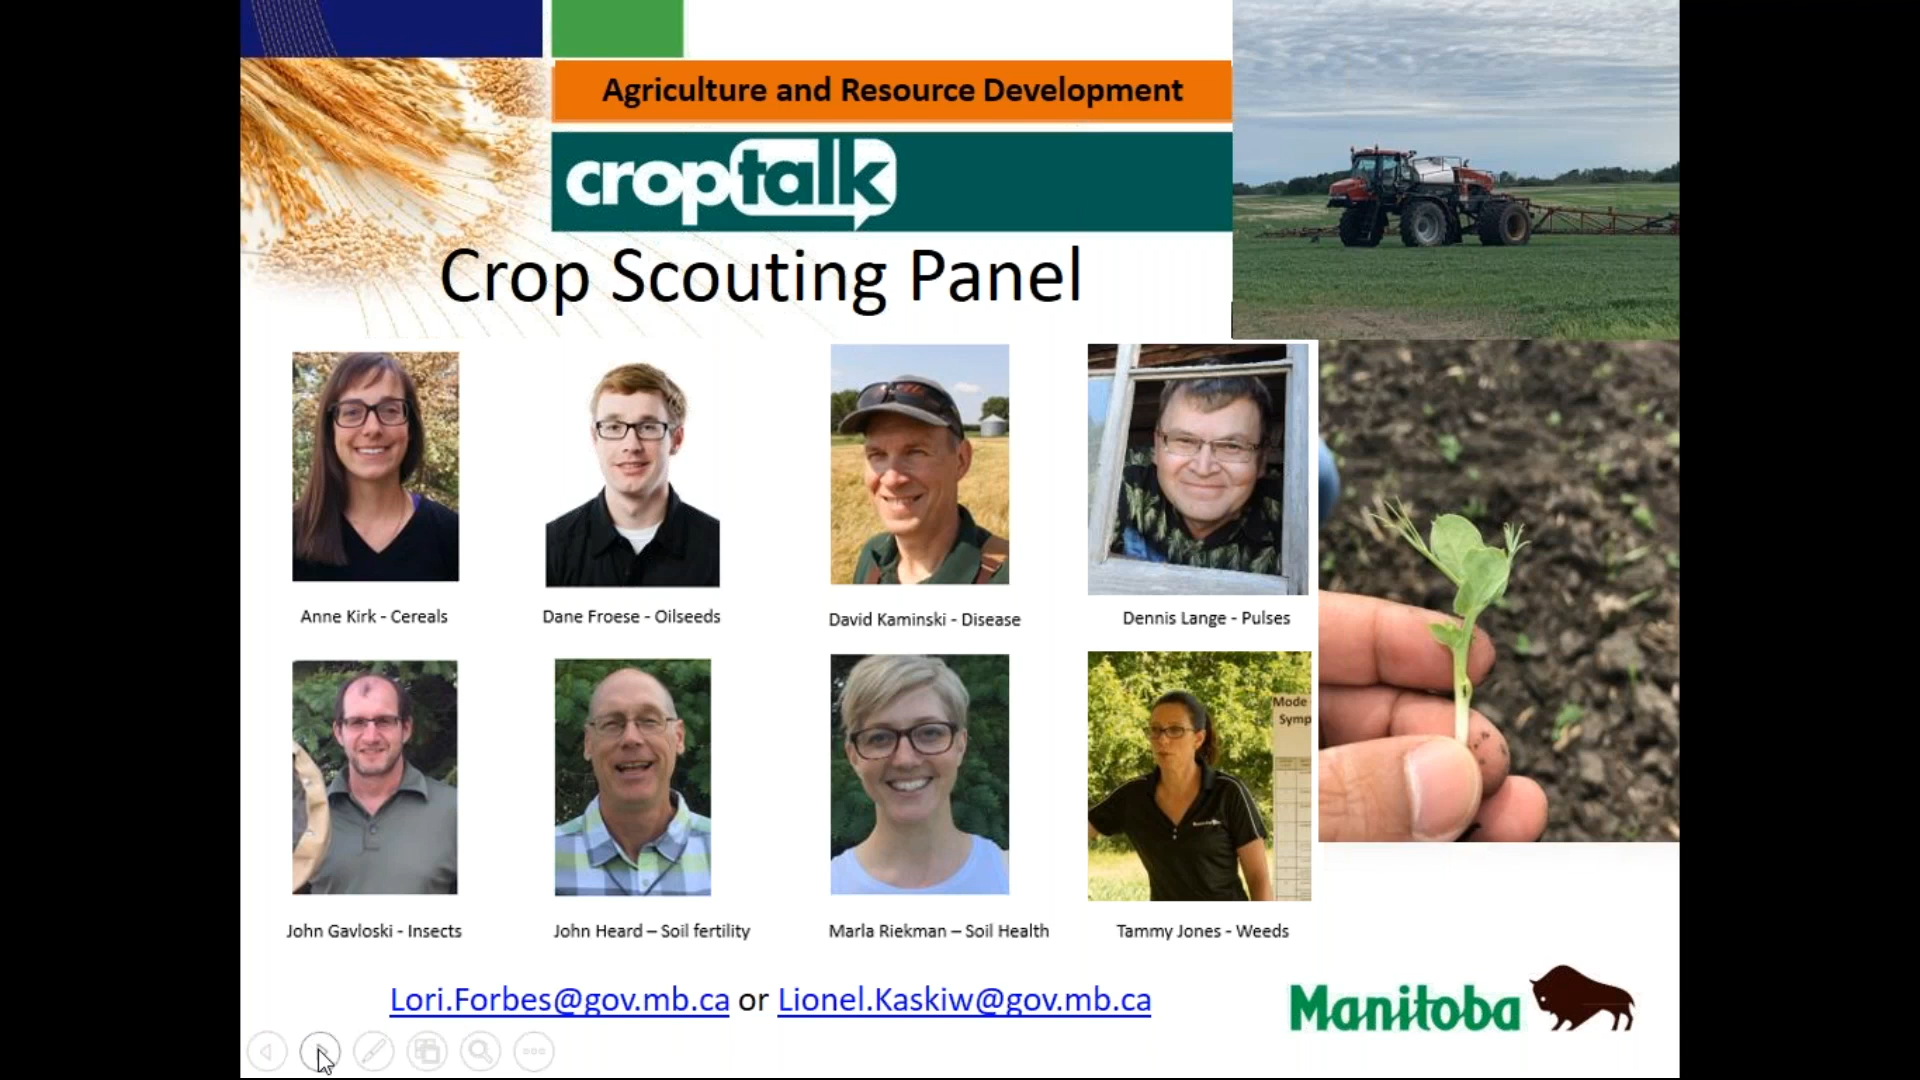 Agriculture and Resource Development
croptalk
Crop Scouting Panel
Anne Kirk - Cereals
Dane Froese - Oilseeds
David Kaminski - Disease
Dennis Lange - Pulses
Mode
Symp
John Gavloski - Insects
John Heard – Soil fertility
Marla Riekman – Soil Health
Tammy Jones - Weeds
Lori.Forbes@gov.mb.ca or Lionel.Kaskiw@gov.mb.ca
Manitoba